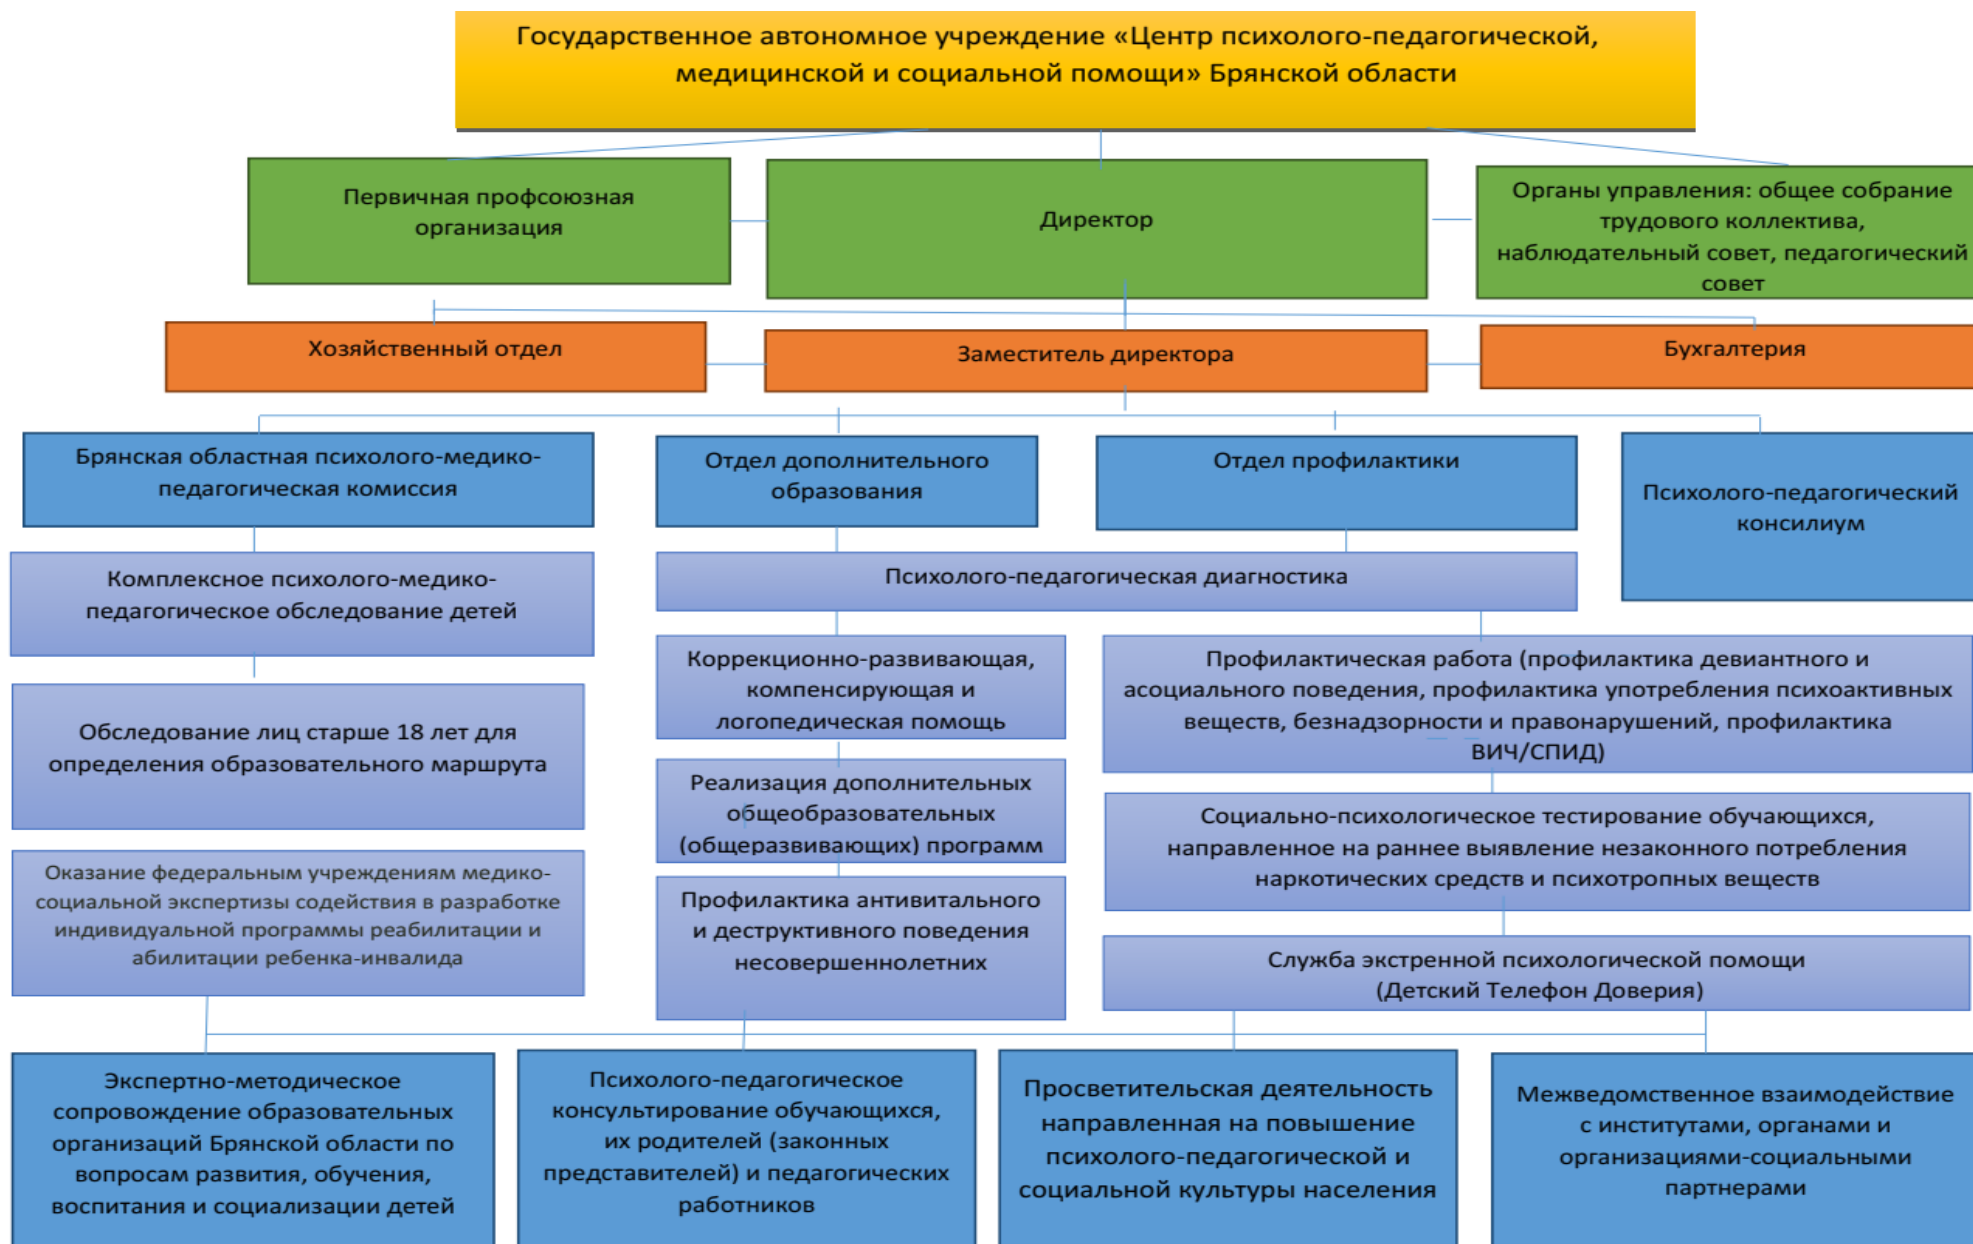 Государственное автономное учреждение «Центр психолого-педагогической,
медицинской и социальной помощи» Брянской области
Первичная профсоюзная
организация
Директор
Органы управления: общее собрание
трудового коллектива,
наблюдательный совет, педагогический
совет
Хозяйственный отдел
Заместитель директора
Бухгалтерия
Брянская областная психолого-медико-
педагогическая комиссия
Отдел дополнительного
образования
Отдел профилактики
Психолого-педагогический
консилиум
Комплексное психолого-медико-
педагогическое обследование детей
Психолого-педагогическая диагностика
Обследование лиц старше 18 лет для
определения образовательного маршрута
Коррекционно-развивающая,
компенсирующая и
логопедическая помощь
Профилактическая работа (профилактика девиантного и
асоциального поведения, профилактика употребления психоактивных
веществ, безнадзорности и правонарушений, профилактика
ВИЧ/СПИД)
Реализация дополнительных
общеобразовательных
(общеразвивающих) программ
Социально-психологическое тестирование обучающихся,
направленное на раннее выявление незаконного потребления
наркотических средств и психотропных веществ
Оказание федеральным учреждениям медико-
социальной экспертизы содействия в разработке
индивидуальной программы реабилитации и
абилитации ребенка-инвалида
Профилактика антивитального
и деструктивного поведения
несовершеннолетних
Служба экстренной психологической помощи
(Детский Телефон Доверия)
Экспертно-методическое
сопровождение образовательных
организаций Брянской области по
вопросам развития, обучения,
воспитания и социализации детей
Психолого-педагогическое
консультирование обучающихся,
их родителей (законных
представителей) и педагогических
работников
Просветительская деятельность
направленная на повышение
психолого-педагогической и
социальной культуры населения
Межведомственное взаимодействие
с институтами, органами и
организациями-социальными
партнерами